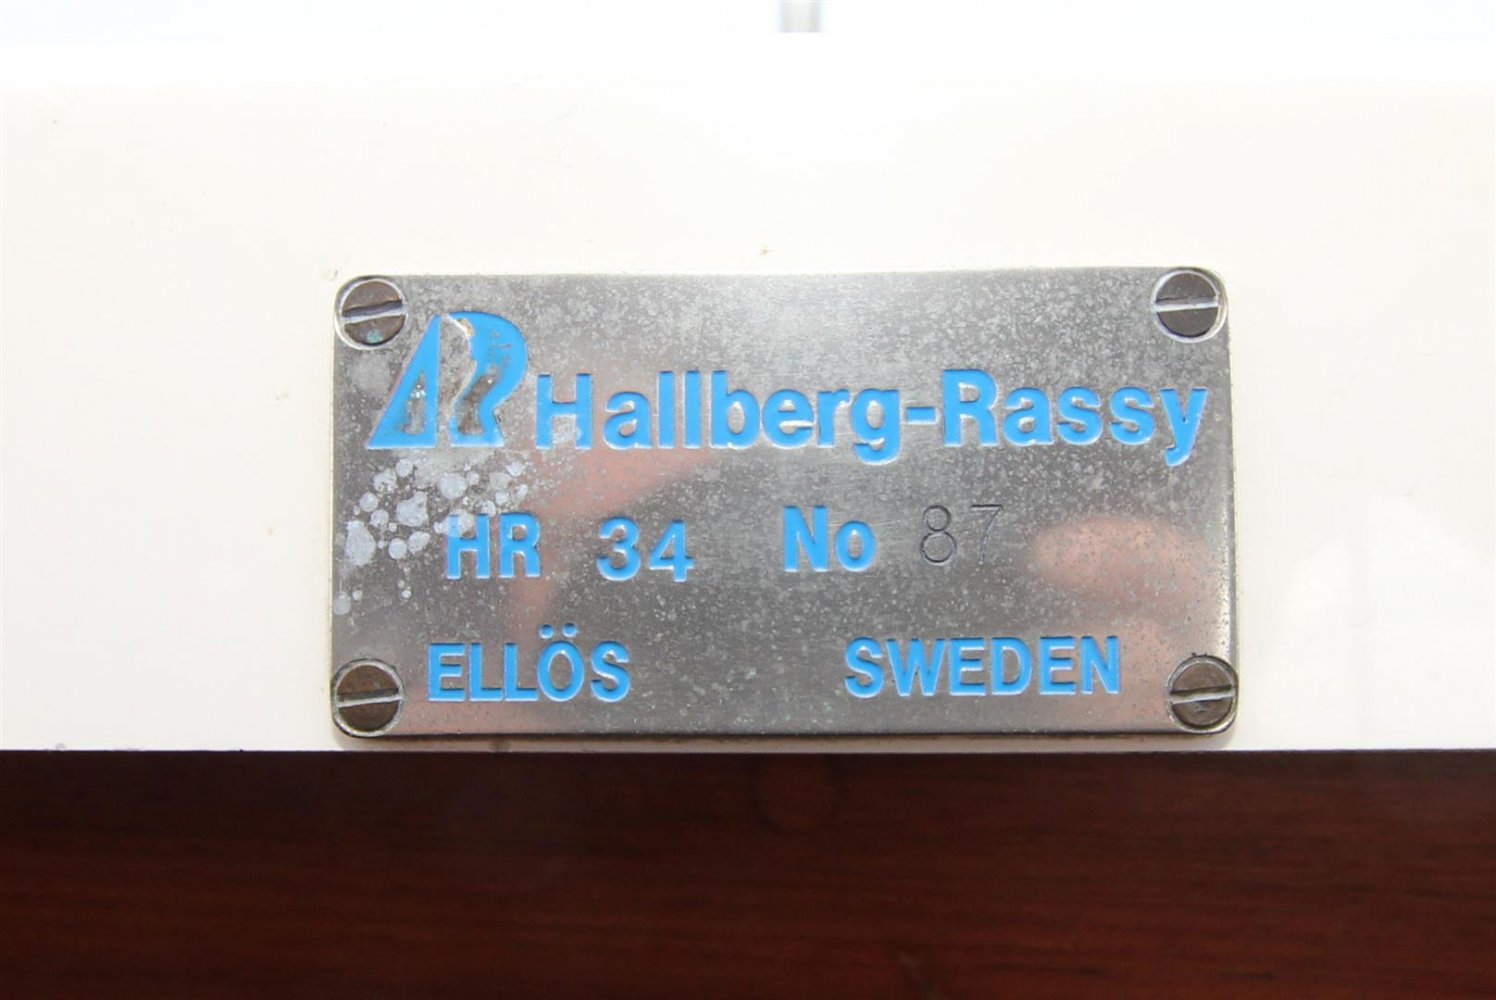 Hallberg-Rassy
HR 34 No 87
ELLÖS SWEDEN